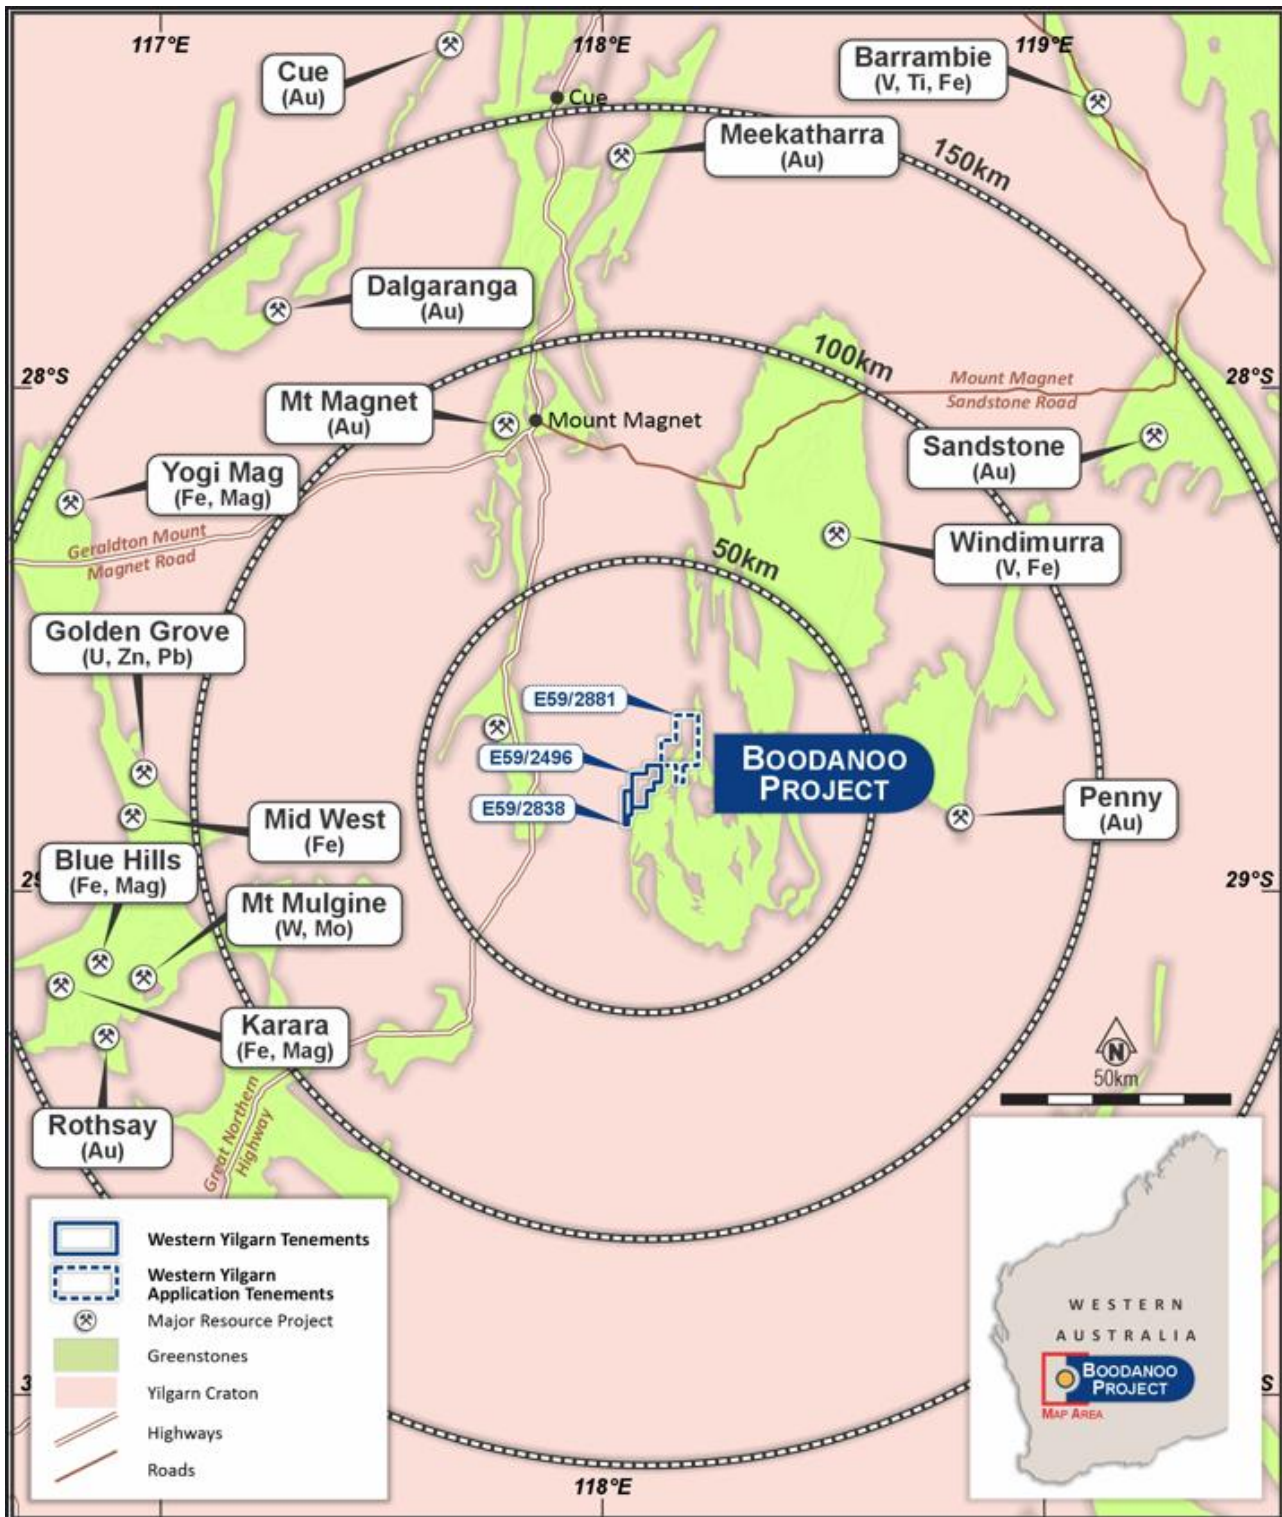 117°E
118°E
119°E
Cue
(Au)
Cue
Barrambie
(V, Ti, Fe)
Meekatharra
(Au)
150km
Dalgaranga
(Au)
100km
28°S
28°S
Mount Magnet
Sandstone Road
Mt Magnet
(Au)
Mount Magnet
Sandstone
(Au)
Yogi Mag
(Fe, Mag)
Geraldton Mount
Magnet Road
50km
Windimurra
(V, Fe)
Golden Grove
(U, Zn, Pb)
E59/2881
E59/2496
E59/2838
BOODANOO
PROJECT
Penny
(Au)
Mid West
(Fe)
Blue Hills
(Fe, Mag)
29
29°S
Mt Mulgine
(W, Mo)
Karara
(Fe, Mag)
N
50km
Rothsay
(Au)
Great Northern
Highway
Western Yilgarn Tenements
Western Yilgarn
Application Tenements
Major Resource Project
Greenstones
Yilgarn Craton
Highways
Roads
3
S
118°E
WESTERN
AUSTRALIA
BOODANOO
PROJECT
MAP AREA